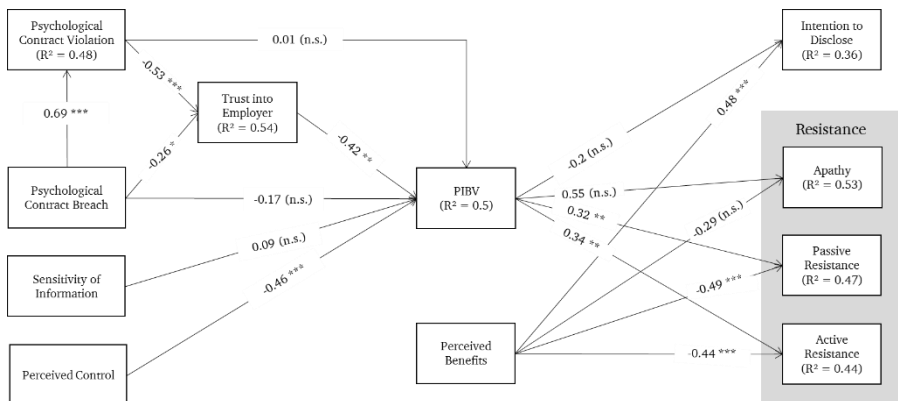 Psychological
Contract Violation
(R² = 0.48)
0.01 (n.s.)
Intention to
Disclose
(R² = 0.36)
-0.53 ***
0.69 ***
Trust into
Employer
(R² = 0.54)
0.48 ***
-0.26 *
-0.42 **
-0.2 (n.s.)
Resistance
Psychological
Contract Breach
-0.17 (n.s.)
PIBV
(R² = 0.5)
0.55 (n.s.)
Apathy
(R² = 0.53)
0.32 **
-0.29 (n.s.)
0.34 **
0.09 (n.s.)
Sensitivity of
Information
-0.46 ***
-0.49 ***
Passive
Resistance
(R² = 0.47)
Perceived Control
Perceived
Benefits
-0.44 ***
Active
Resistance
(R² = 0.44)